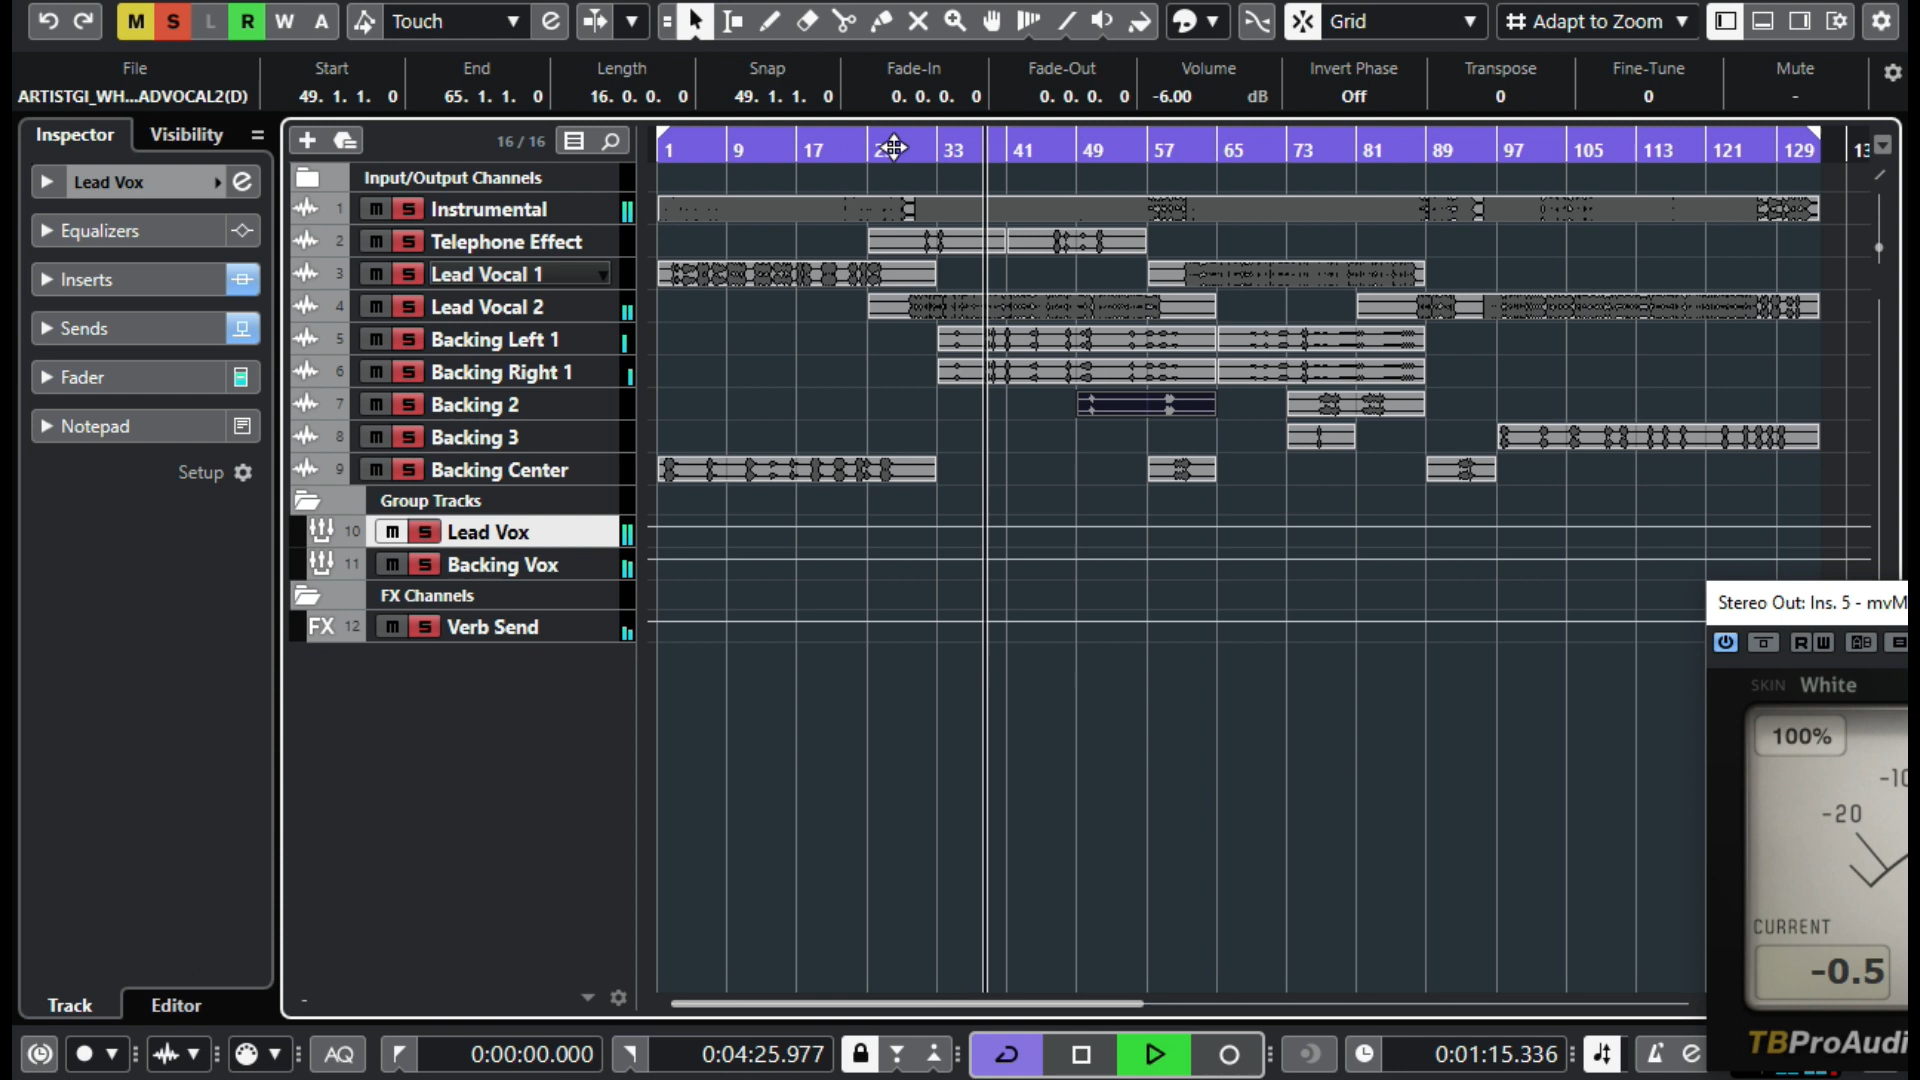 M S L R W A Touch Grid Adapt to Zoom
File Start End Length Snap Fade-In Fade-Out Volume Invert Phase Transpose Fine-Tune Mute
ARTISTGI_WH...ADVOCAL2(D) 49. 1. 1. 0 65. 1. 1. 0 16. 0. 0. 0 49. 1. 1. 0 0. 0. 0. 0 0. 0. 0. 0 -6.00 dB Off 0 0 -
Inspector Visibility
16 / 16
1 9 17 33 41 49 57 65 73 81 89 97 105 113 121 129
Lead Vox
Equalizers
Inserts
Sends
Fader
Notepad
Setup
Input/Output Channels
1 m S Instrumental
2 m S Telephone Effect
3 m S Lead Vocal 1
4 m S Lead Vocal 2
5 m S Backing Left 1
6 m S Backing Right 1
7 m S Backing 2
8 m S Backing 3
9 m S Backing Center
Group Tracks
10 m S Lead Vox
11 m S Backing Vox
FX Channels
FX 12 m S Verb Send
Stereo Out: Ins. 5 - mvM
R W
SKIN White
100%
-10
-20
CURRENT
-0.5
TBProAudi
Track Editor
AQ 0:00:00.000 0:04:25.977 0:01:15.336